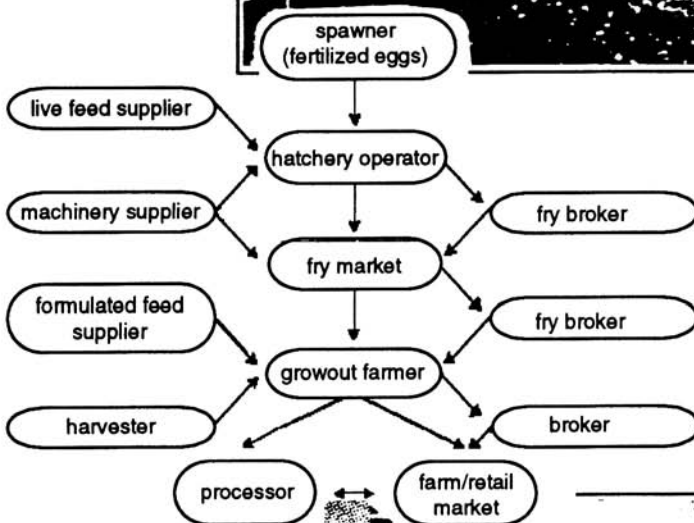 spawner
(fertilized eggs)
live feed supplier
hatchery operator
machinery supplier
fry broker
fry market
formulated feed
supplier
fry broker
growout farmer
harvester
broker
processor
farm/retail
market